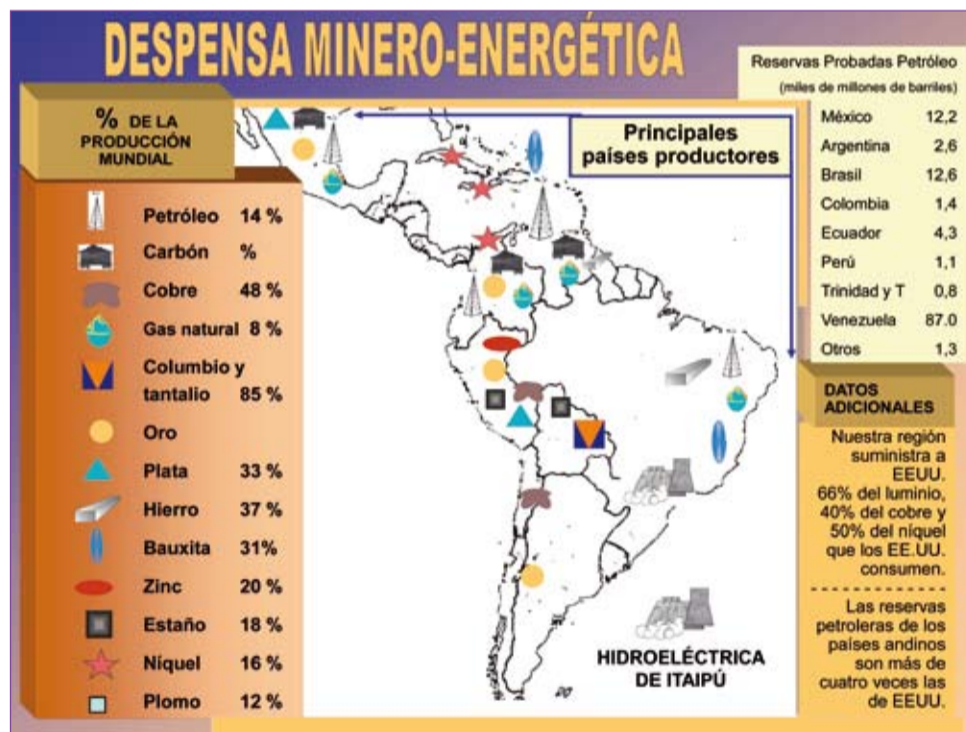 DESPENSA MINERO-ENERGÉTICA
% DE LA
PRODUCCIÓN
MUNDIAL
Petróleo 14 %
Carbón %
Cobre 48 %
Gas natural 8 %
Columbio y
tantalio 85 %
Oro
Plata 33 %
Hierro 37 %
Bauxita 31%
Zinc 20 %
Estaño 18 %
Níquel 16 %
Plomo 12 %
Principales
países productores
HIDROELÉCTRICA
DE ITAIPÚ
Reservas Probadas Petróleo
(miles de millones de barriles)
México 12,2
Argentina 2,6
Brasil 12,6
Colombia 1,4
Ecuador 4,3
Perú 1,1
Trinidad y T 0,8
Venezuela 87.0
Otros 1,3
DATOS
ADICIONALES
Nuestra región
suministra a
EEUU.
66% del luminio,
40% del cobre y
50% del níquel
que los EE.UU.
consumen.
Las reservas
petroleras de los
países andinos
son más de
cuatro veces las
de EEUU.